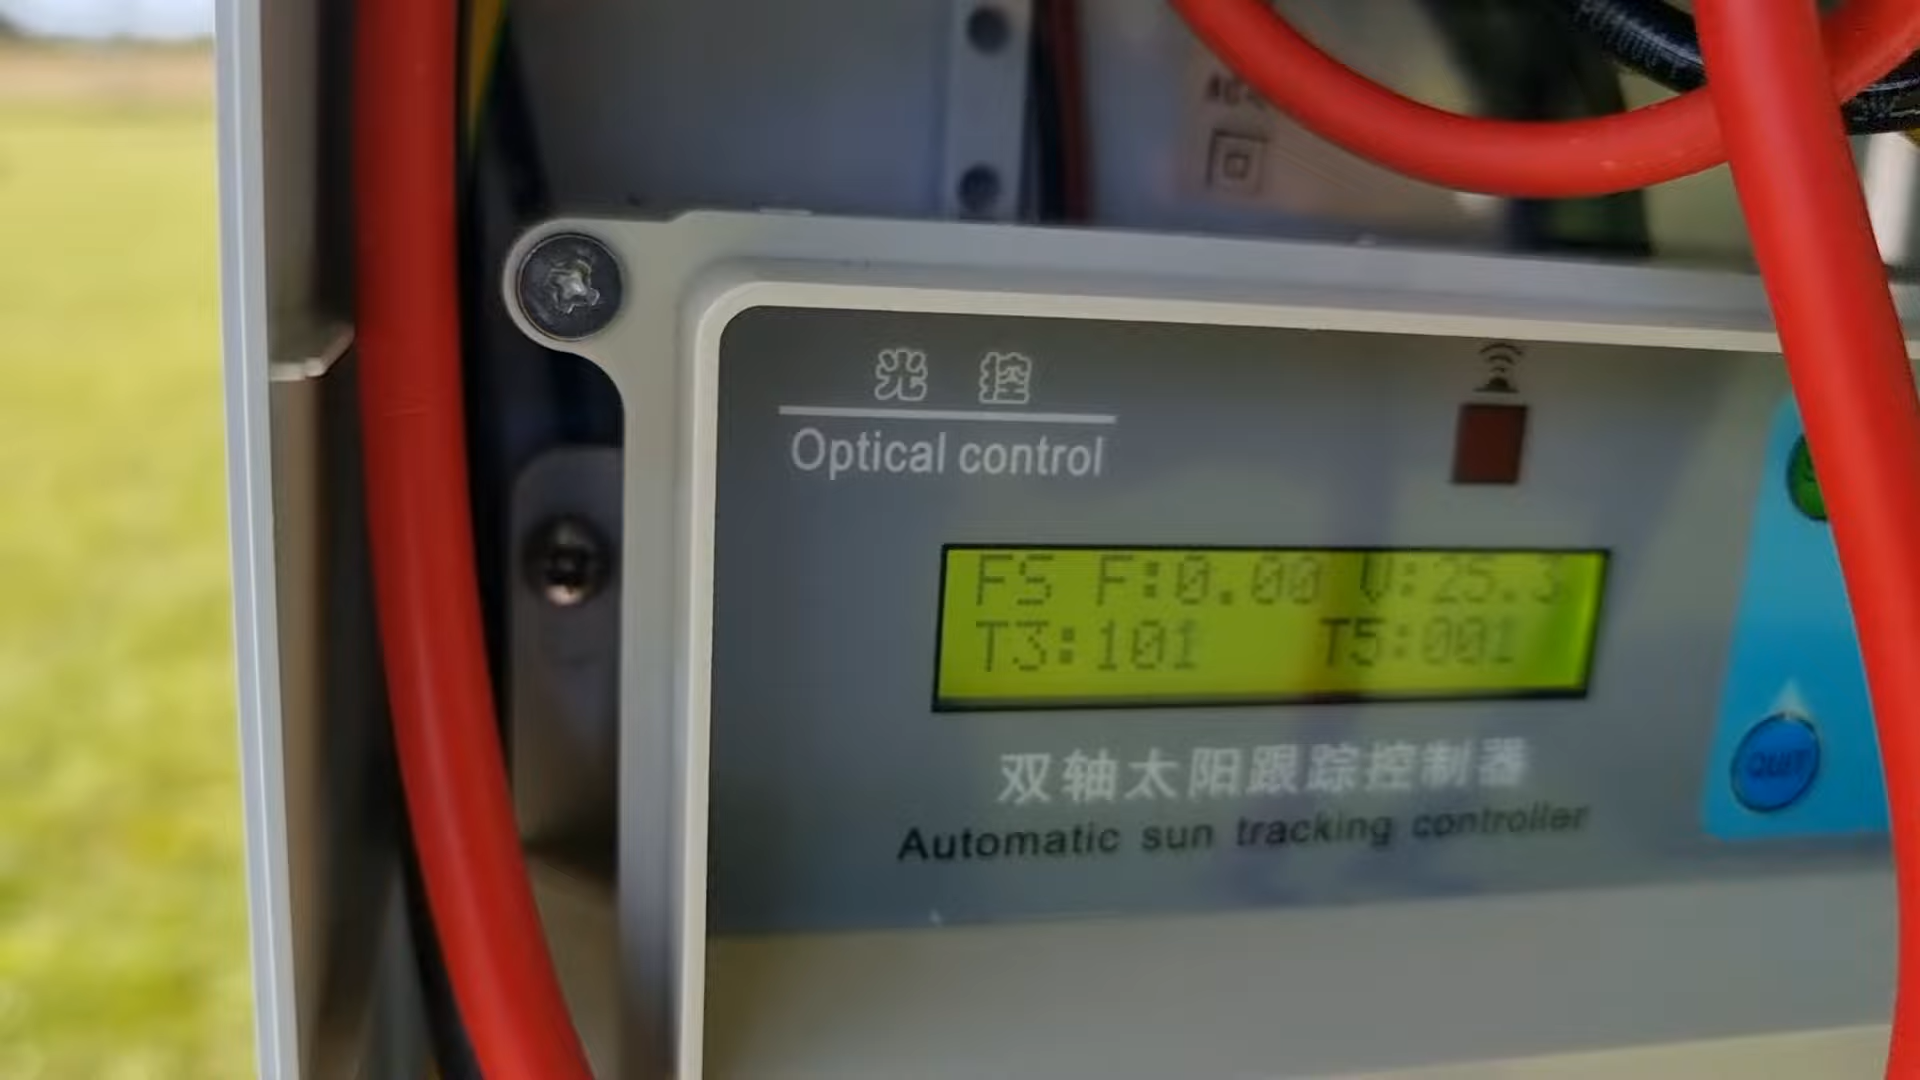 光 控
Optical control
FS F:0.00 V:25.3
T3:101 T5:001
双轴太阳跟踪控制器
Automatic sun tracking controller
QUIT